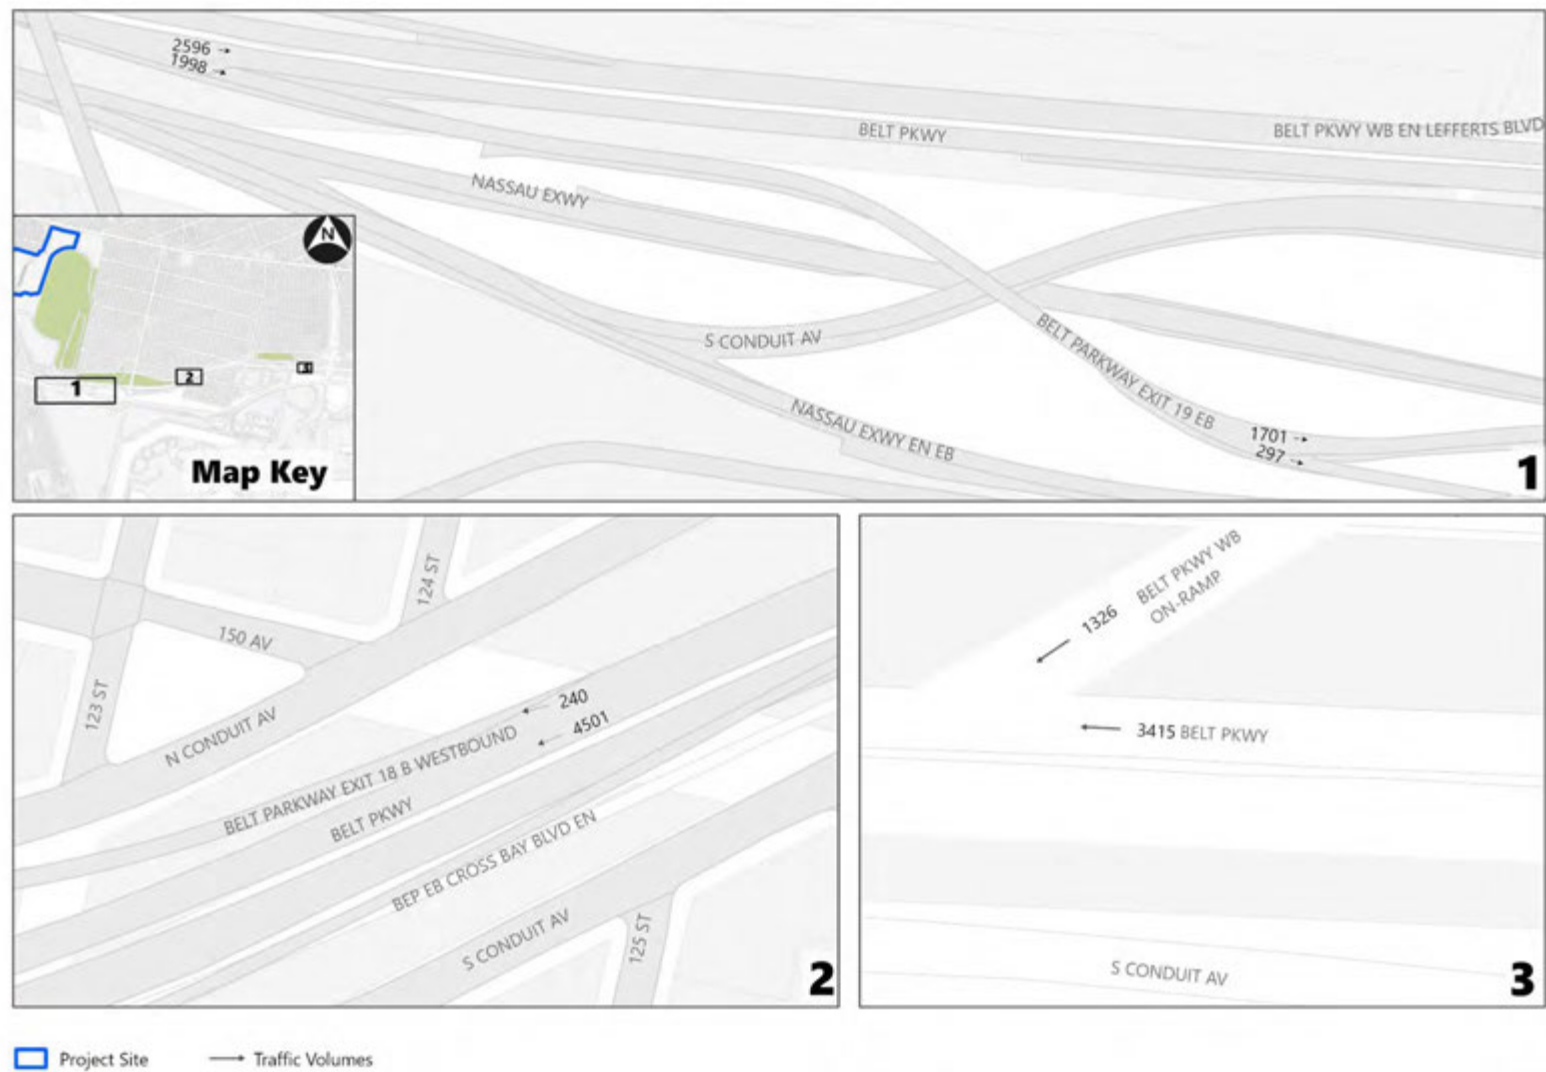 2596
1998
BELT PKWY
BELT PKWY WB EN LEFFERTS BLVD
NASSAU EXWY
S CONDUIT AV
BELT PARKWAY EXIT 19 EB
NASSAU EXWY EN EB
1701
297
1
N
1
2
3
Map Key
124 ST
150 AV
123 ST
N CONDUIT AV
240
4501
BELT PARKWAY EXIT 18 B WESTBOUND
BELT PKWY
BEP EB CROSS BAY BLVD EN
S CONDUIT AV
125 ST
2
BELT PKWY WB
ON-RAMP
1326
3415 BELT PKWY
S CONDUIT AV
3
Project Site
Traffic Volumes